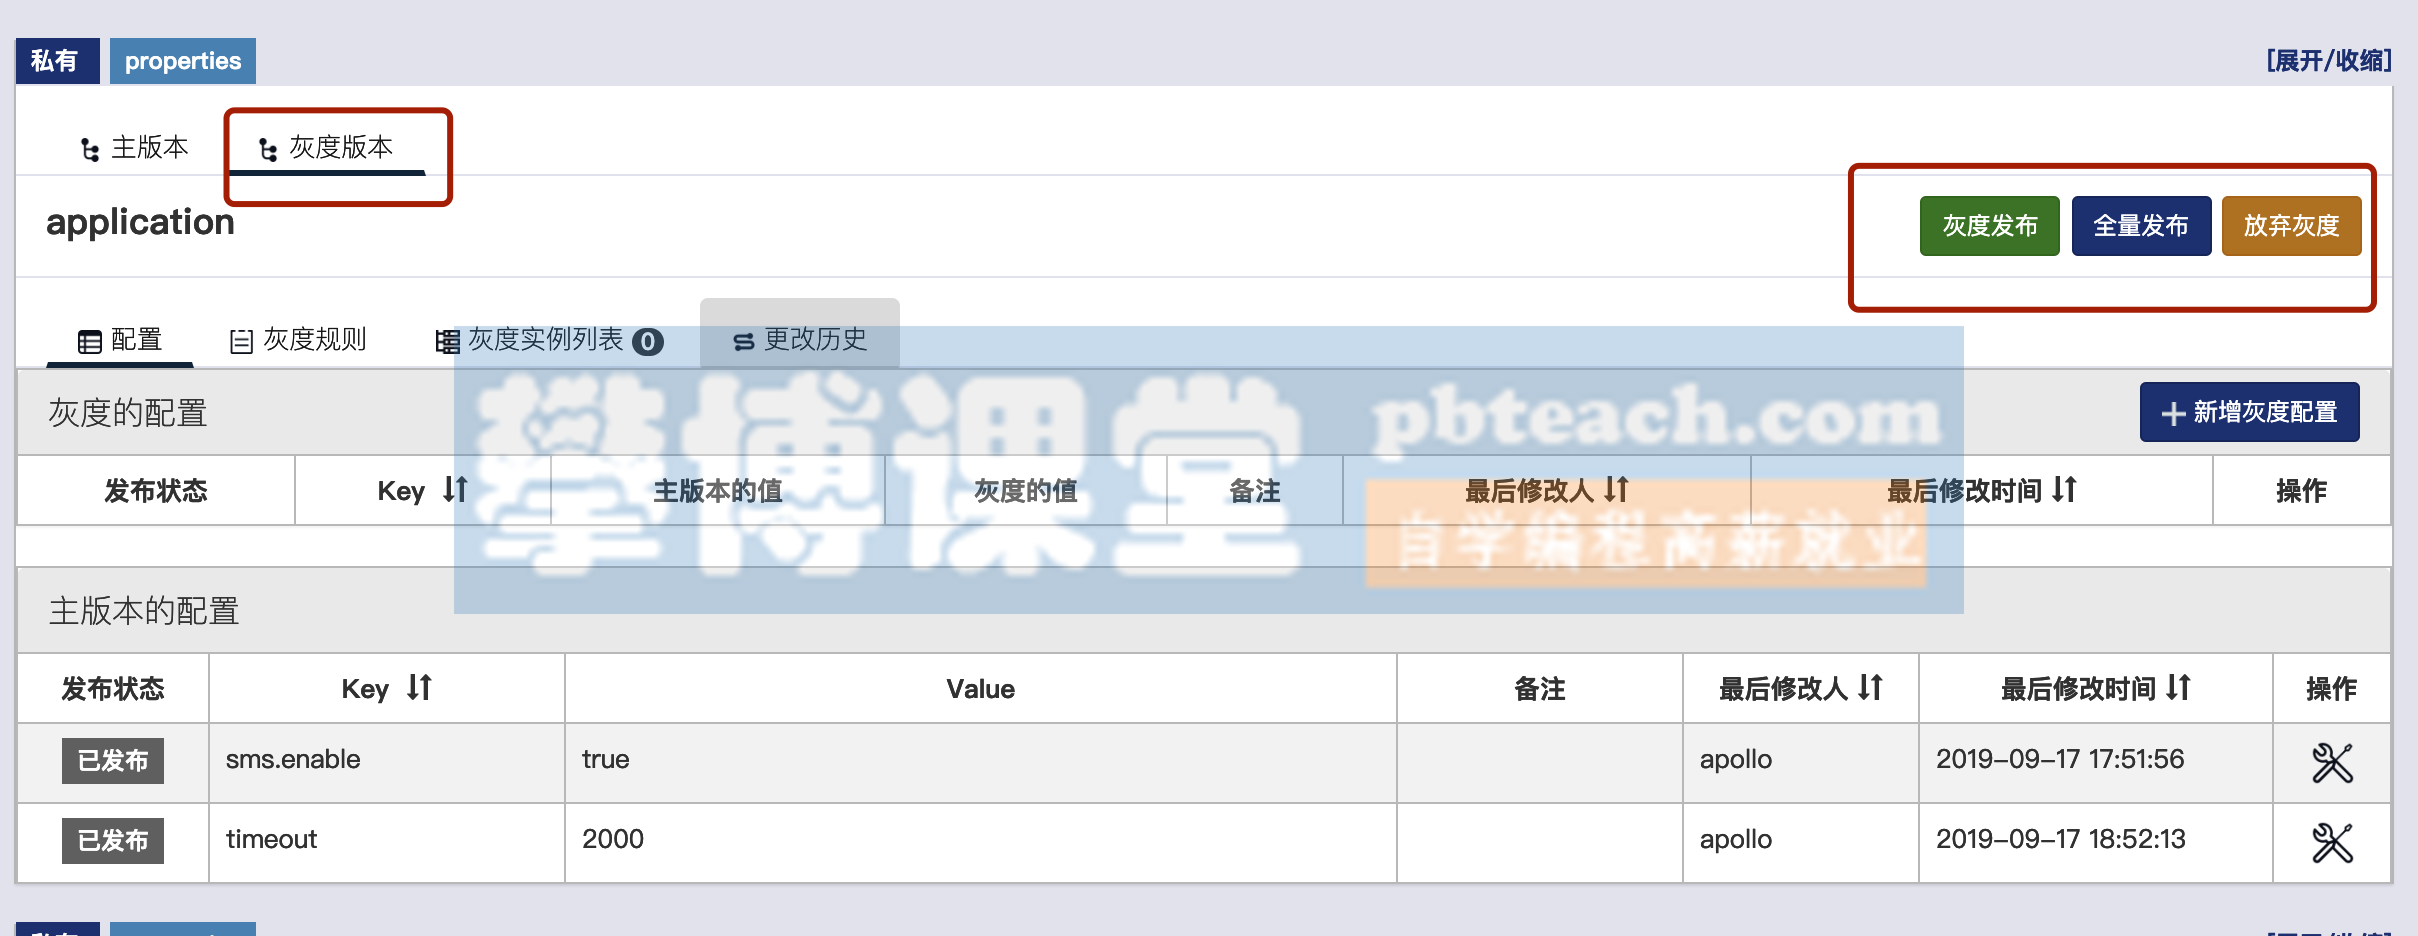 私有 properties [展开/收缩]
主版本 灰度版本
application 灰度发布 全量发布 放弃灰度
配置 灰度规则 灰度实例列表 0 更改历史
灰度的配置 +新增灰度配置
攀博课堂 pbteach.com
发布状态 Key 主版本的值 灰度的值 备注 最后修改人 最后修改时间 操作
自学编程高薪就业
主版本的配置
发布状态 Key Value 备注 最后修改人 最后修改时间 操作
已发布 sms.enable true apollo 2019-09-17 17:51:56
已发布 timeout 2000 apollo 2019-09-17 18:52:13